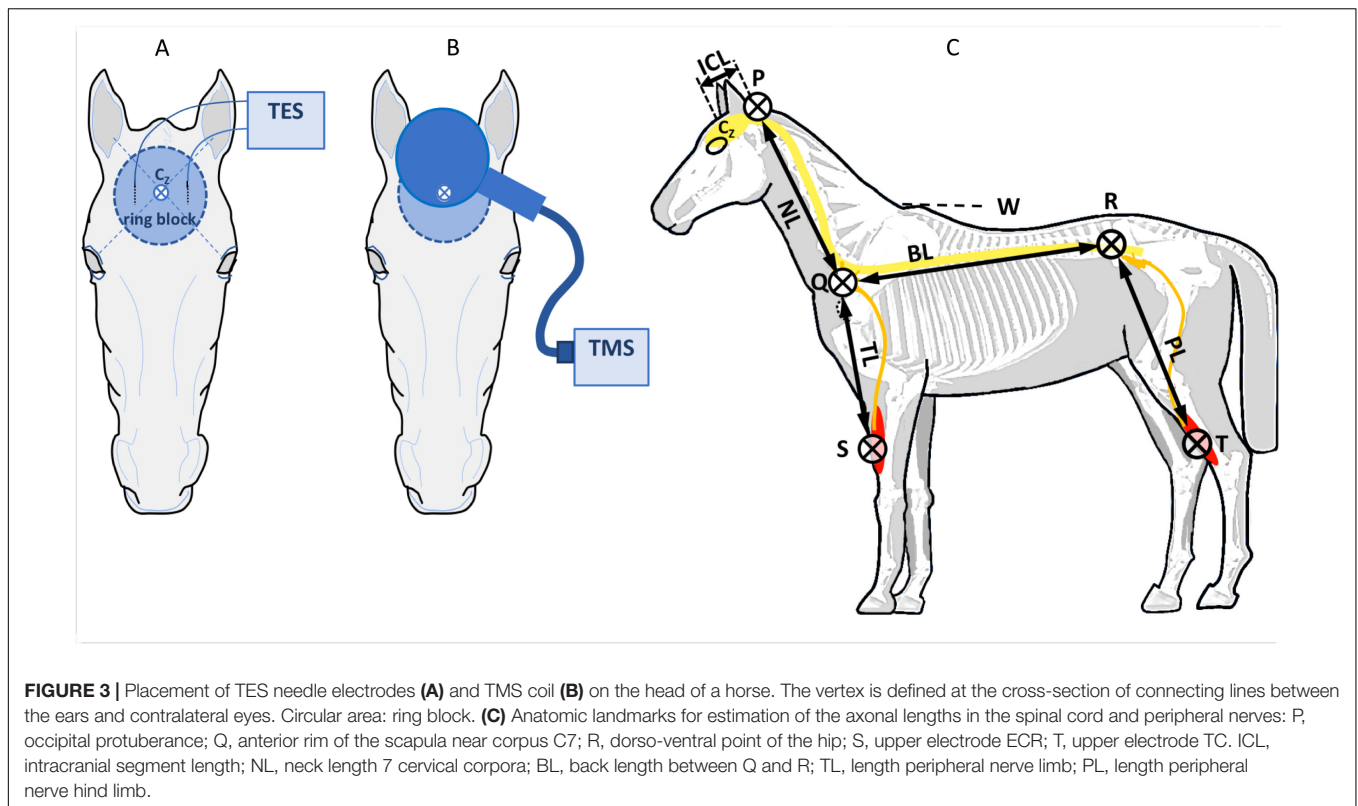 A
B
C
TES
Cz
ring block
TMS
ICL
P
Cz
NL
W
R
BL
Q
TL
PL
S
T
FIGURE 3 | Placement of TES needle electrodes (A) and TMS coil (B) on the head of a horse. The vertex is defined at the cross-section of connecting lines between
the ears and contralateral eyes. Circular area: ring block. (C) Anatomic landmarks for estimation of the axonal lengths in the spinal cord and peripheral nerves: P,
occipital protuberance; Q, anterior rim of the scapula near corpus C7; R, dorso-ventral point of the hip; S, upper electrode ECR; T, upper electrode TC. ICL,
intracranial segment length; NL, neck length 7 cervical corpora; BL, back length between Q and R; TL, length peripheral nerve limb; PL, length peripheral
nerve hind limb.